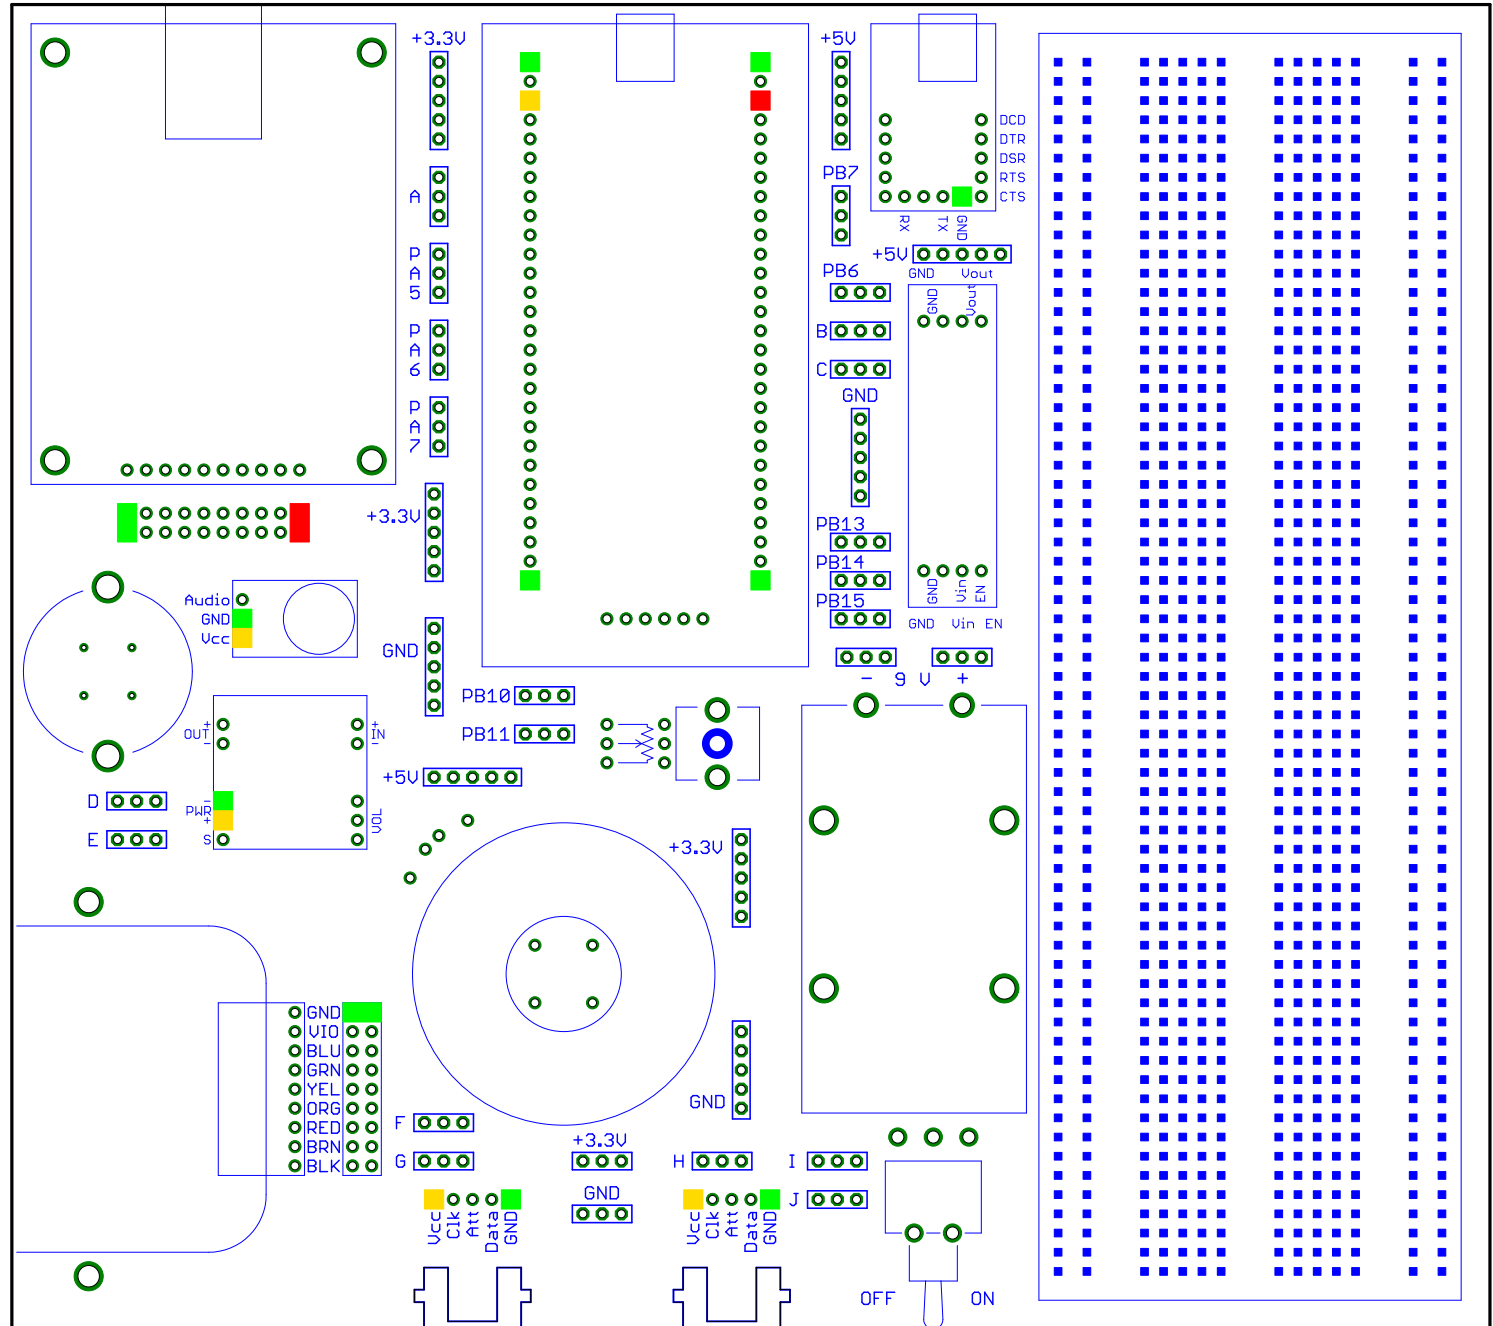 +3.3V
+5V
DCD
DTR
DSR
RTS
CTS
PB7
A
RX
TX
GND
+5V
GND
Vout
PA5
PB6
GND
Vout
PA6
B
C
GND
PA7
+3.3V
PB13
PB14
PB15
GND
Vin
EN
GND
Vin
EN
Audio
GND
Vcc
GND
- 9 V +
PB10
PB11
+
OUT
-
+
IN
-
+5V
D
E
-
PWR
+
S
VOL
+3.3V
GND
VIO
BLU
GRN
YEL
ORG
RED
BRN
BLK
GND
F
G
+3.3V
H
I
J
GND
Vcc
Clk
Att
Data
GND
Vcc
Clk
Att
Data
GND
OFF
ON